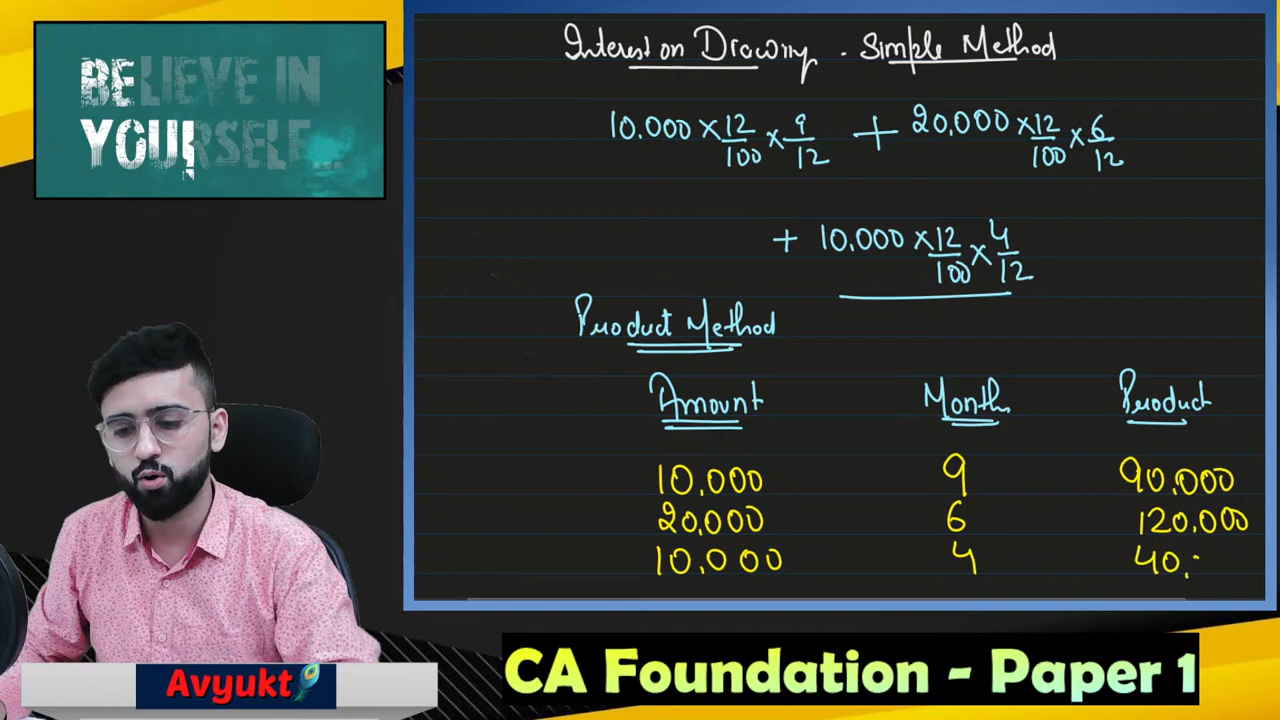 BELIEVE IN
YOURSELF...
Interest on Drawing - Simple Method
10,000 × 12/100 × 9/12 + 20,000 × 12/100 × 6/12
+ 10,000 × 12/100 × 4/12
Product Method
Amount Month Product
10,000 9 90,000
20,000 6 120,000
10,000 4 40,
Avyukt
CA Foundation - Paper 1